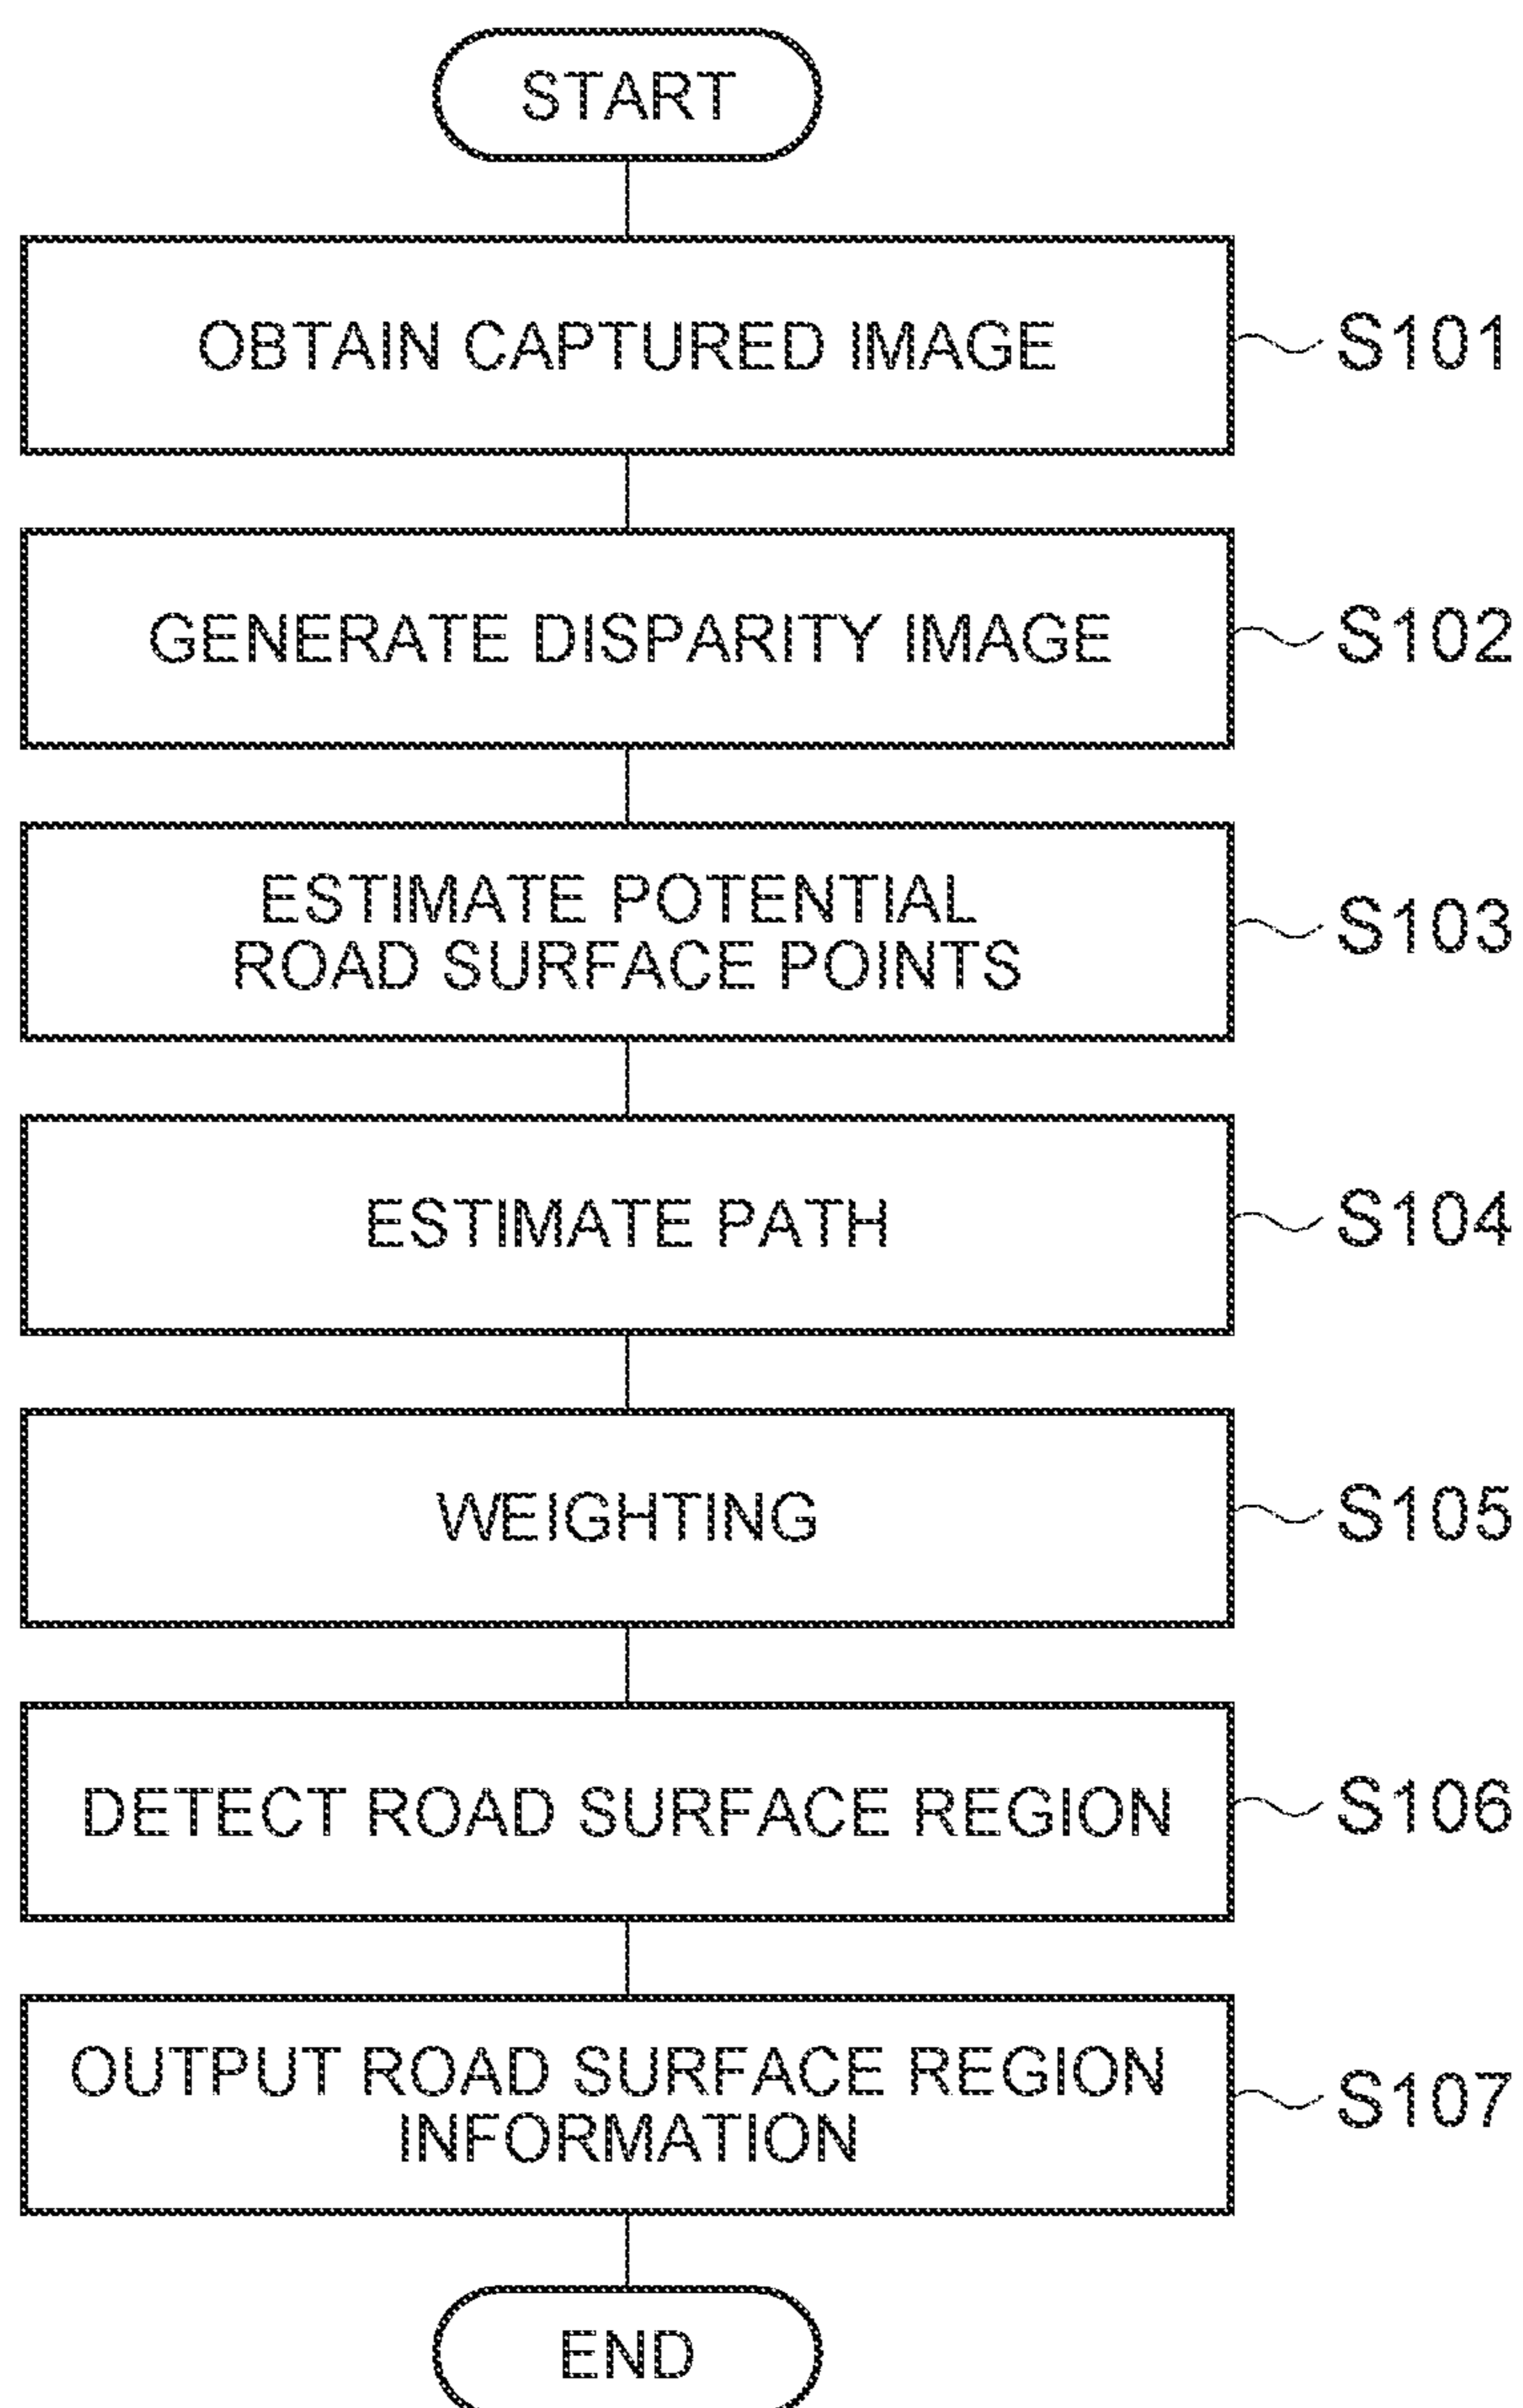 START
OBTAIN CAPTURED IMAGE
S101
GENERATE DISPARITY IMAGE
S102
ESTIMATE POTENTIAL
ROAD SURFACE POINTS
S103
ESTIMATE PATH
S104
WEIGHTING
S105
DETECT ROAD SURFACE REGION
S106
OUTPUT ROAD SURFACE REGION
INFORMATION
S107
END